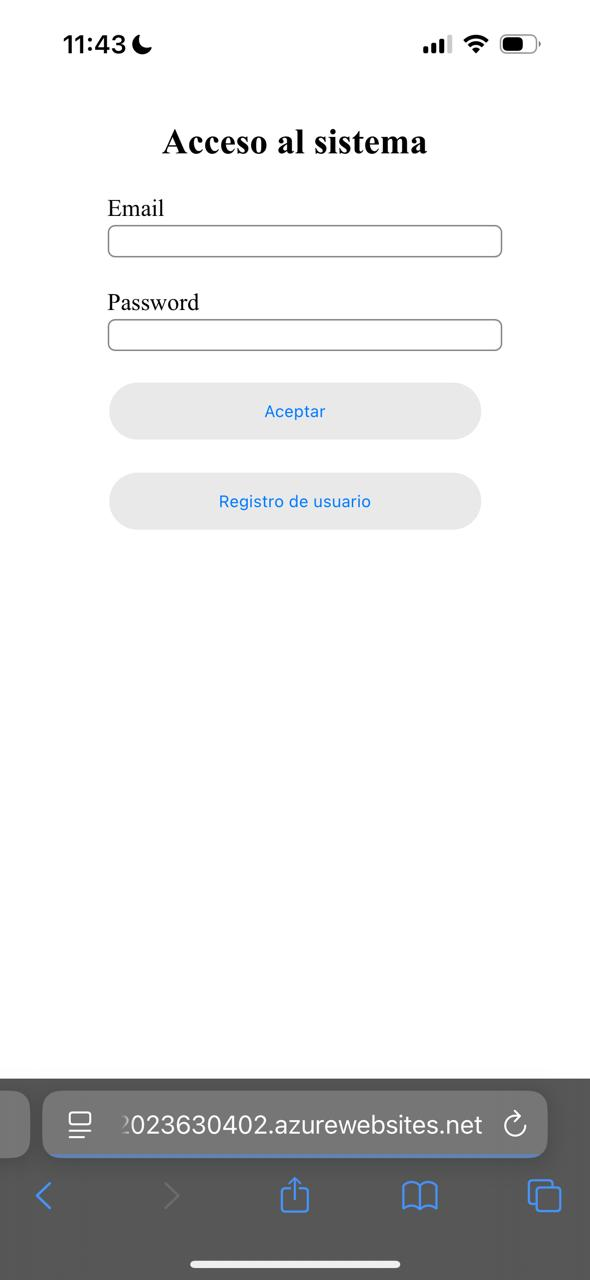 11:43
Acceso al sistema
Email
Password
Aceptar
Registro de usuario
2023630402.azurewebsites.net